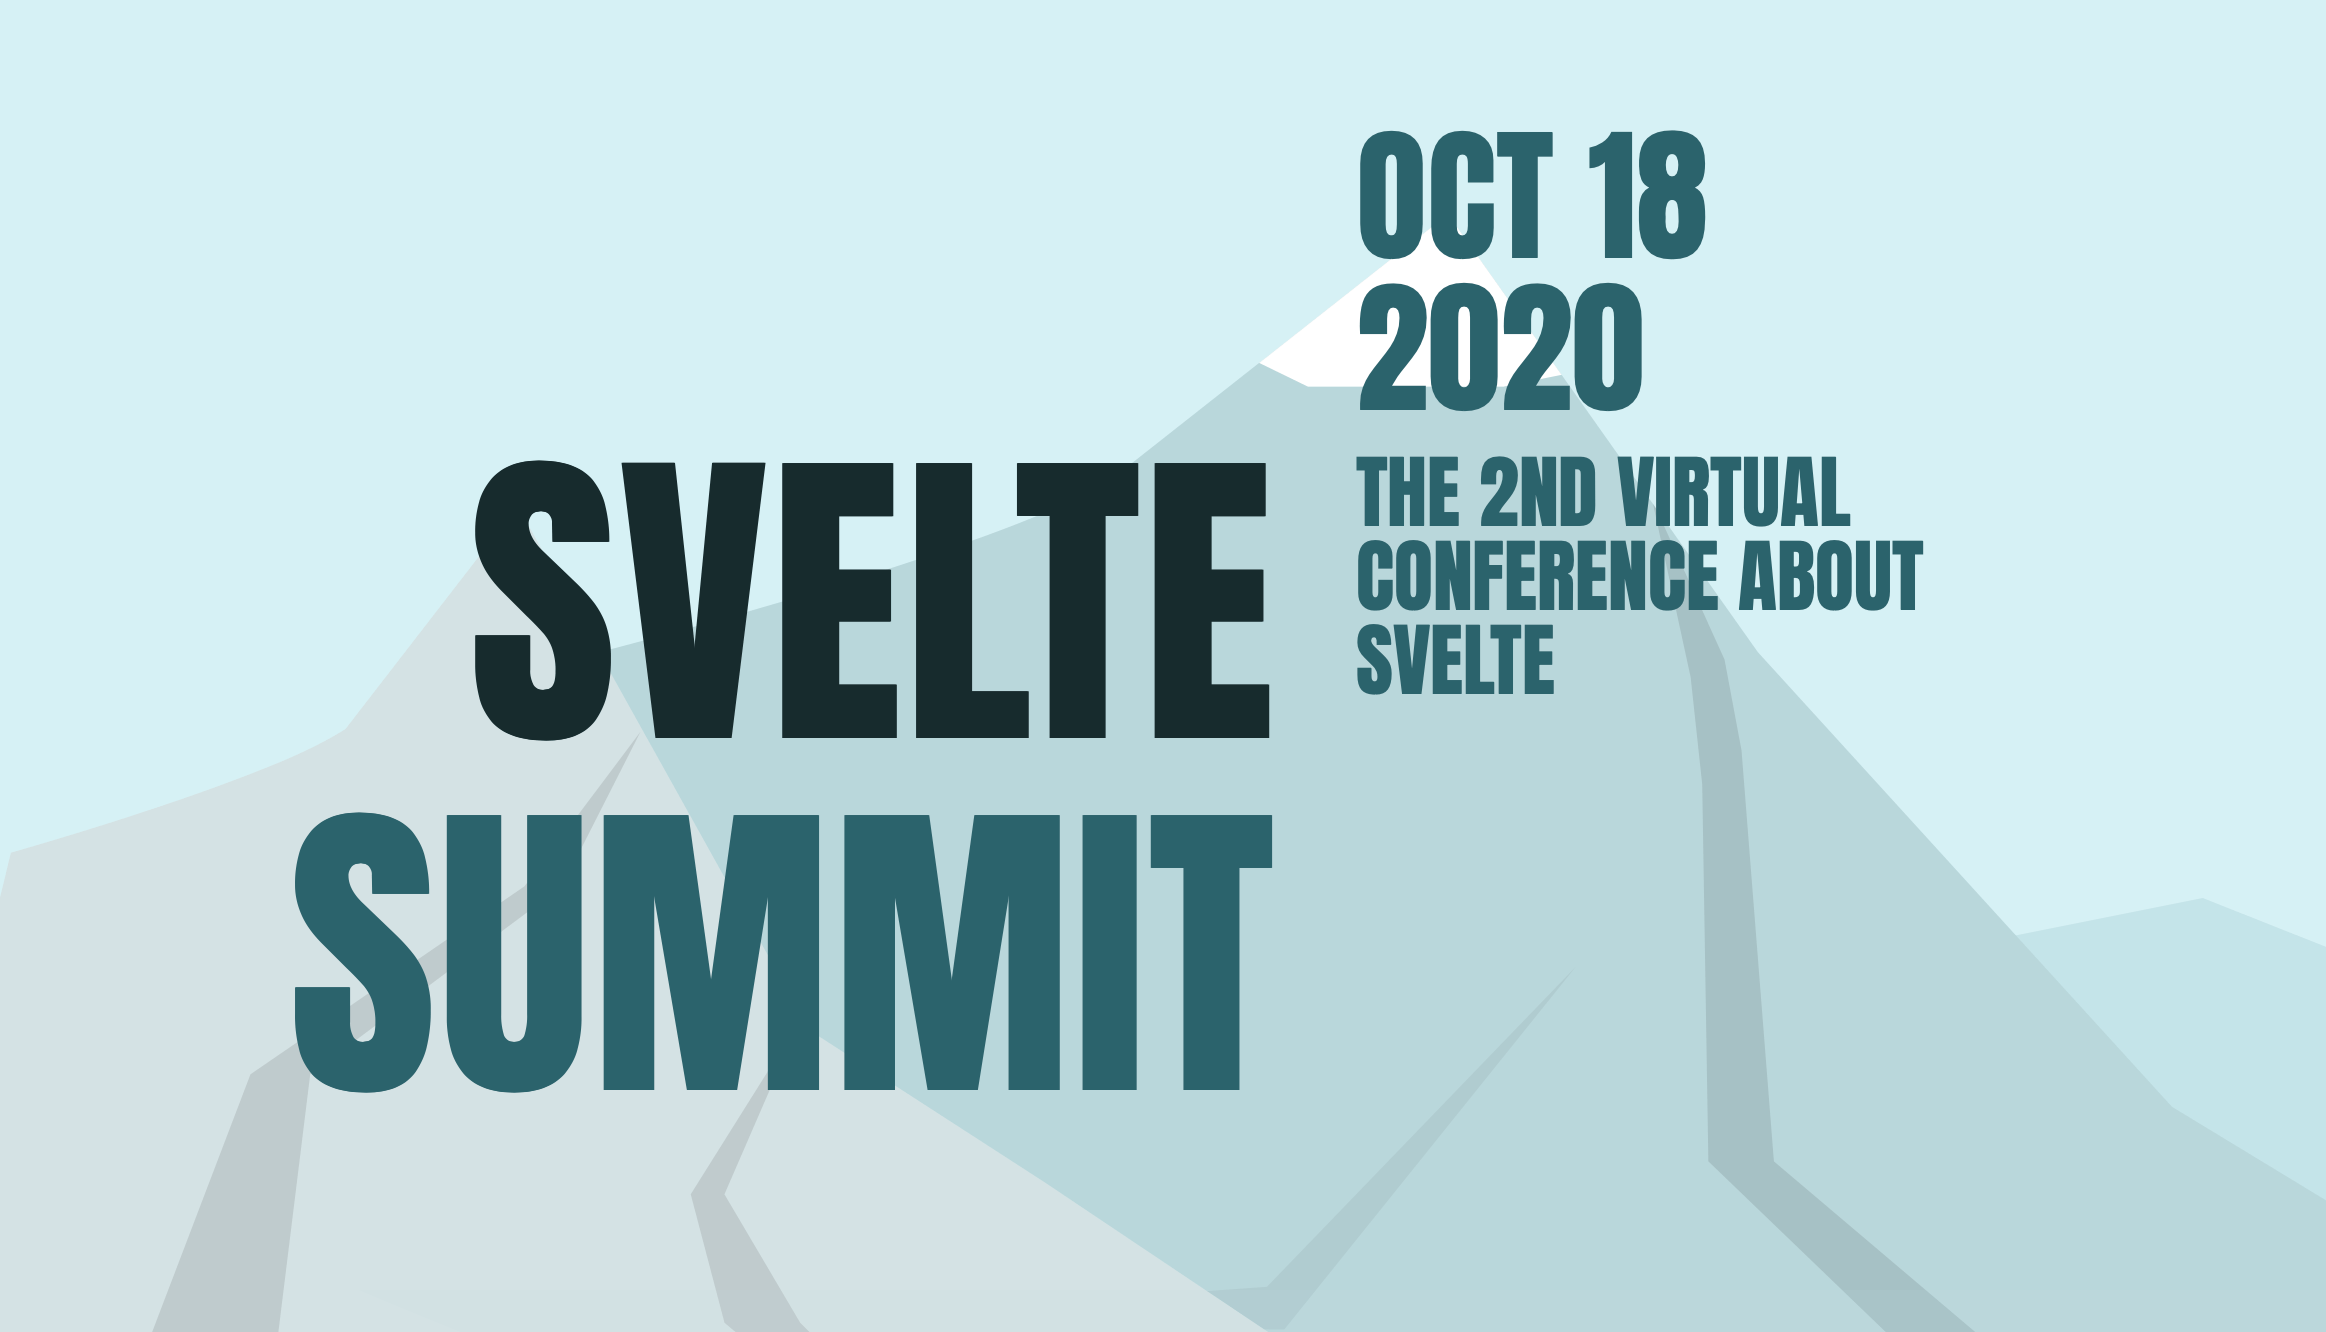 SVELTE
SUMMIT
OCT 18
2020
THE 2ND VIRTUAL
CONFERENCE ABOUT
SVELTE